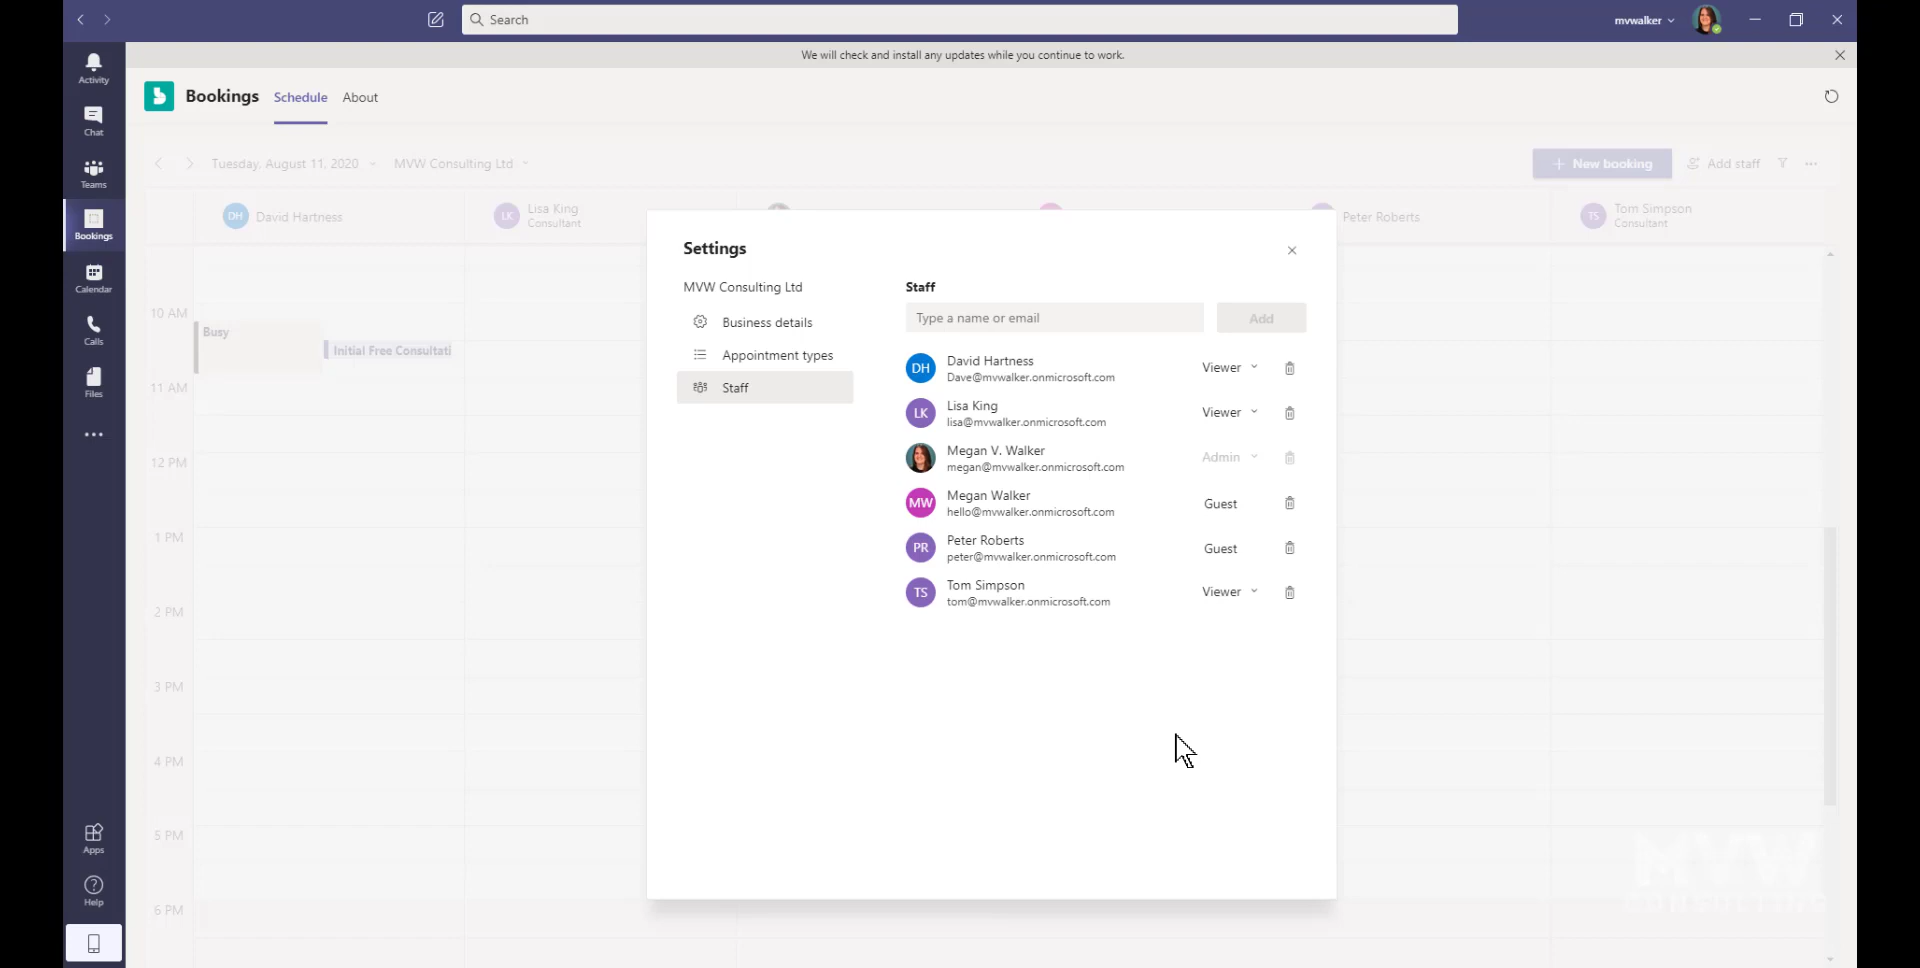 Search
mvwalker
We will check and install any updates while you continue to work.
Activity
Chat
Teams
Bookings
Calendar
Calls
Files
Apps
Help
Bookings
Schedule
About
Tuesday, August 11, 2020
MVW Consulting Ltd
New booking
Add staff
DH
David Hartness
LK
Lisa King
Consultant
Peter Roberts
TS
Tom Simpson
Consultant
10 AM
Busy
Initial Free Consultati
11 AM
12 PM
1 PM
2 PM
3 PM
4 PM
5 PM
6 PM
Settings
MVW Consulting Ltd
Business details
Appointment types
Staff
Staff
Type a name or email
Add
DH
David Hartness
Dave@mvwalker.onmicrosoft.com
Viewer
LK
Lisa King
lisa@mvwalker.onmicrosoft.com
Viewer
Megan V. Walker
megan@mvwalker.onmicrosoft.com
Admin
MW
Megan Walker
hello@mvwalker.onmicrosoft.com
Guest
PR
Peter Roberts
peter@mvwalker.onmicrosoft.com
Guest
TS
Tom Simpson
tom@mvwalker.onmicrosoft.com
Viewer
MVW
CONSULTING